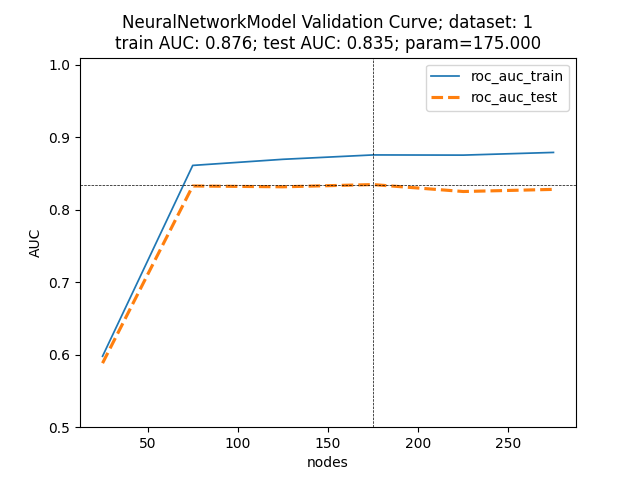 NeuralNetworkModel Validation Curve; dataset: 1
train AUC: 0.876; test AUC: 0.835; param=175.000
roc_auc_train
roc_auc_test
1.0
0.9
0.8
0.7
0.6
0.5
AUC
50 100 150 200 250
nodes